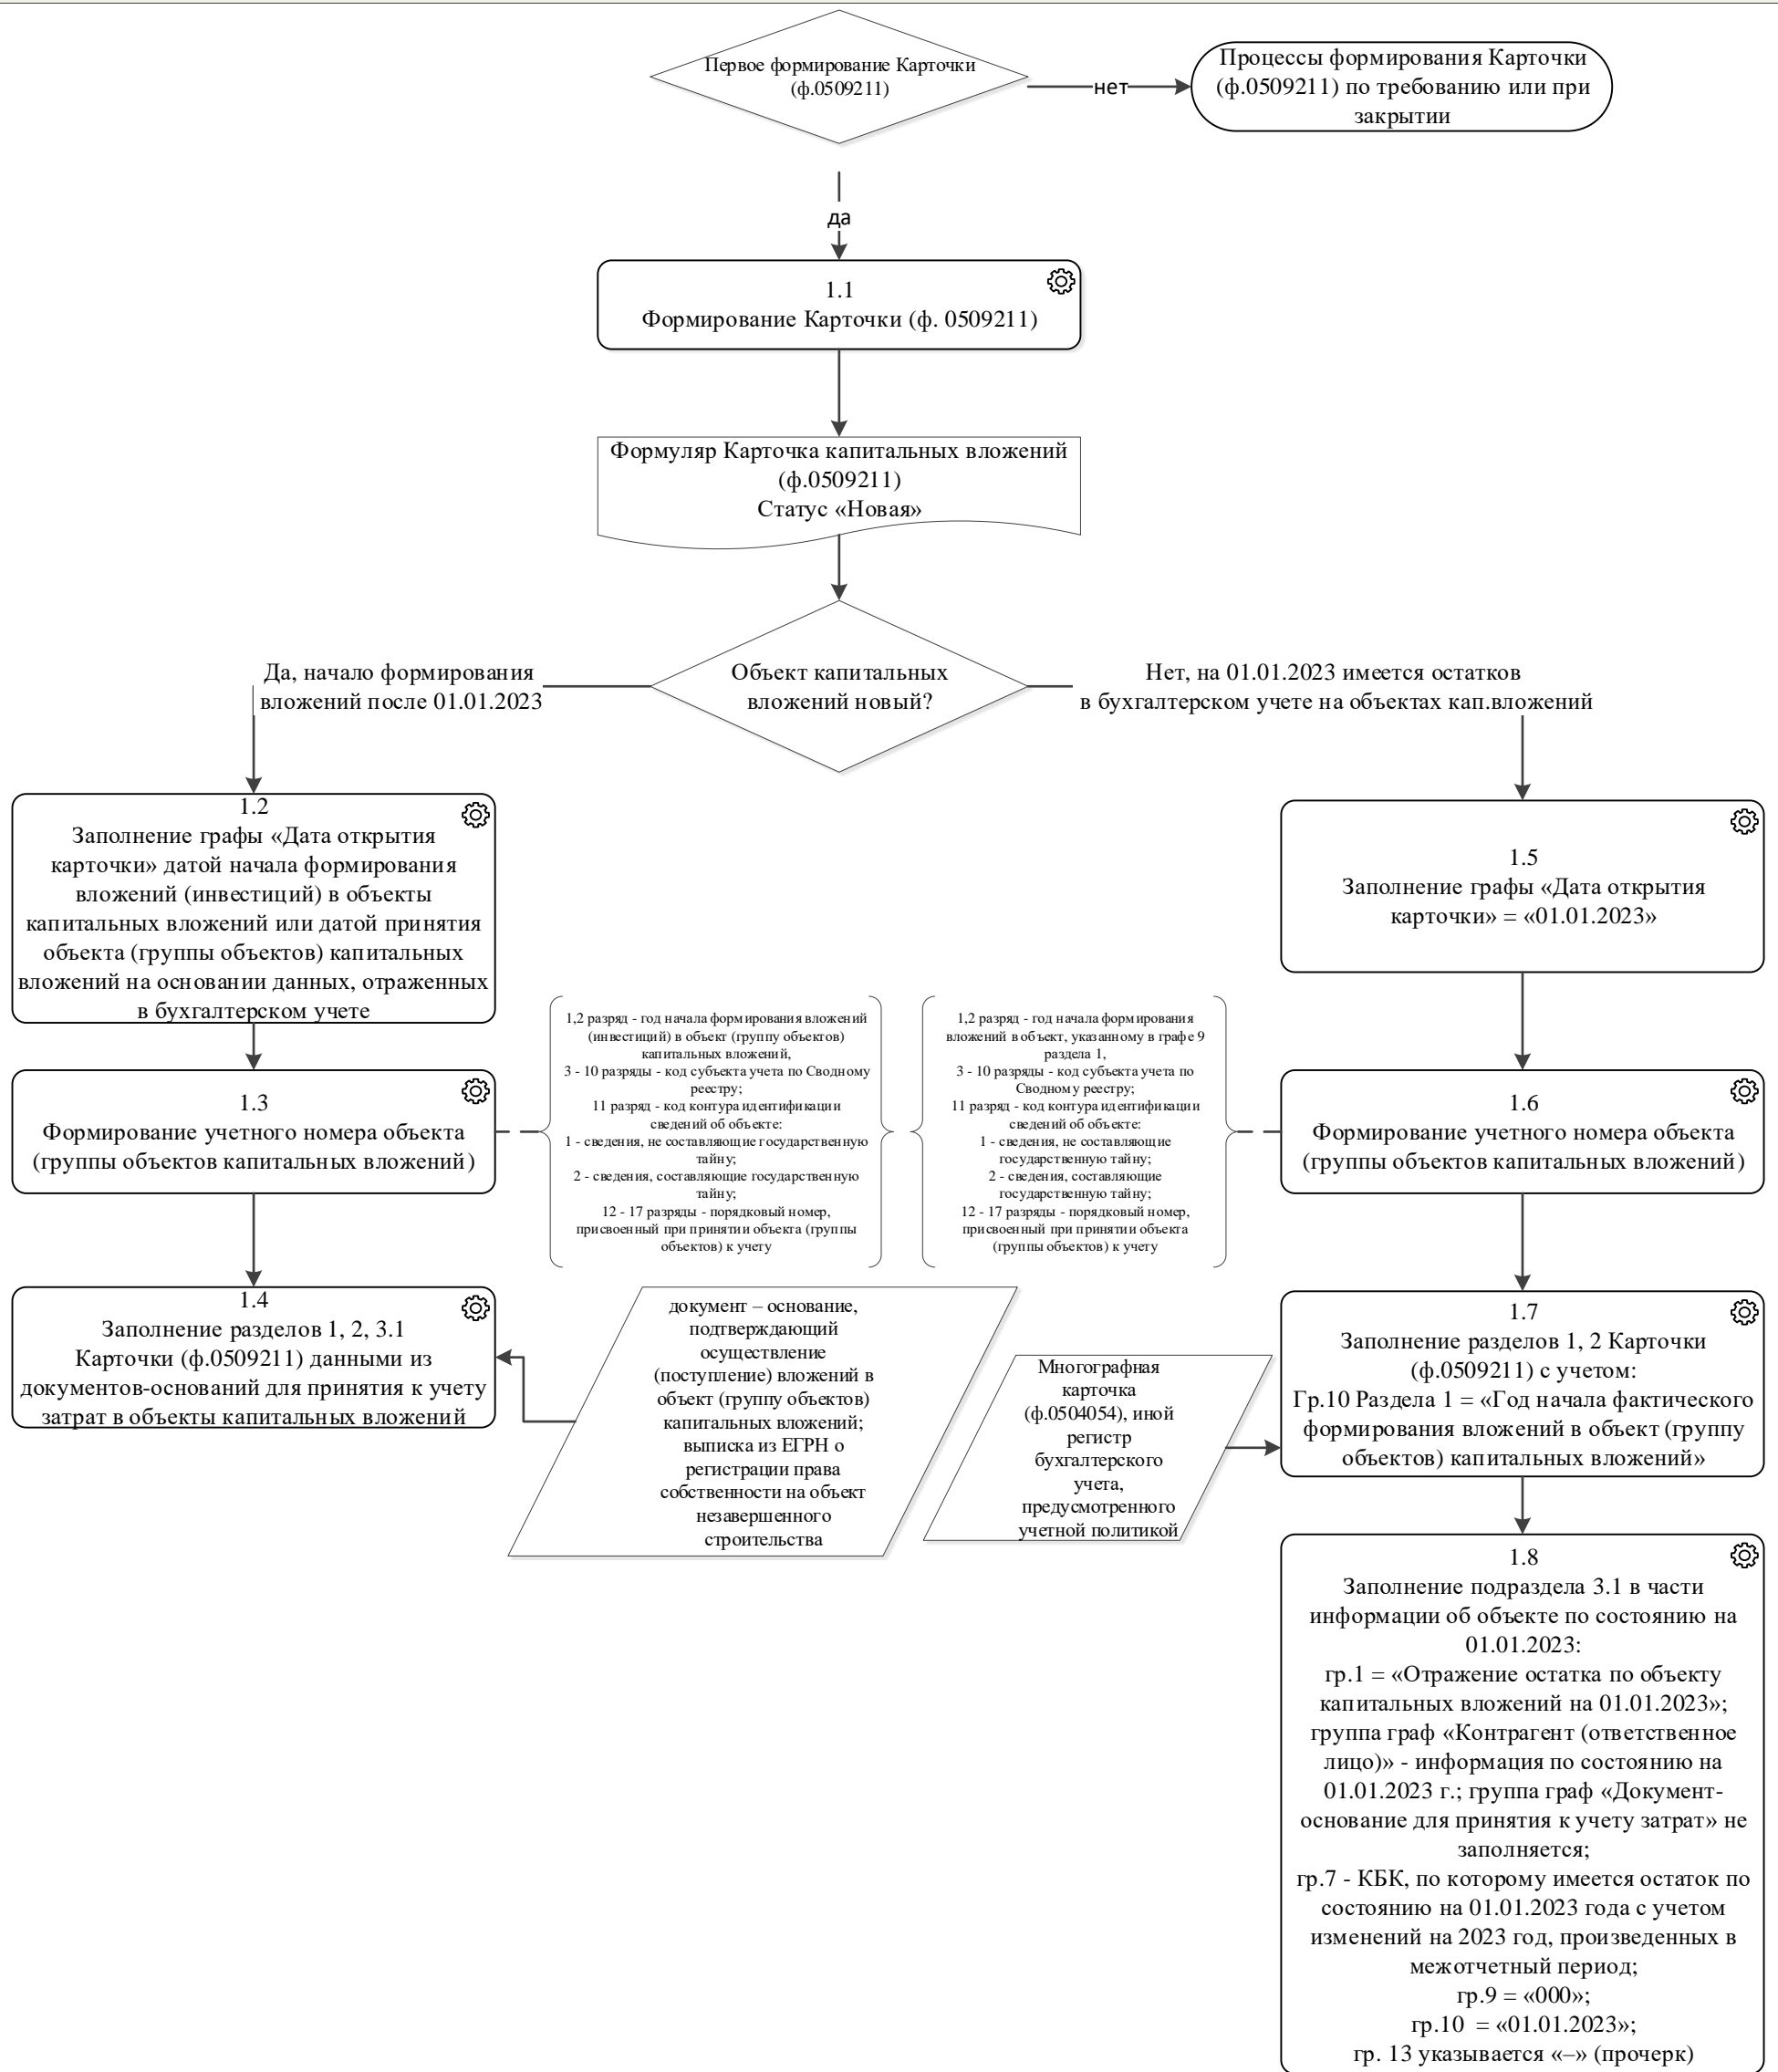 Первое формирование Карточки
(ф.0509211)
нет
Процессы формирования Карточки
(ф.0509211) по требованию или при
закрытии
да
1.1
Формирование Карточки (ф. 0509211)
Формуляр Карточка капитальных вложений
(ф.0509211)
Статус «Новая»
Объект капитальных
вложений новый?
Да, начало формирования
вложений после 01.01.2023
Нет, на 01.01.2023 имеется остатков
в бухгалтерском учете на объектах кап.вложений
1.2
Заполнение графы «Дата открытия
карточки» датой начала формирования
вложений (инвестиций) в объекты
капитальных вложений или датой принятия
объекта (группы объектов) капитальных
вложений на основании данных, отраженных
в бухгалтерском учете
1.5
Заполнение графы «Дата открытия
карточки» = «01.01.2023»
1.3
Формирование учетного номера объекта
(группы объектов капитальных вложений)
1,2 разряд - год начала формирования вложений
(инвестиций) в объект (группу объектов)
капитальных вложений,
3 - 10 разряды - код субъекта учета по Сводному
реестру;
11 разряд - код контура идентификации
сведений об объекте:
1 - сведения, не составляющие государственную
тайну;
2 - сведения, составляющие государственную
тайну;
12 - 17 разряды - порядковый номер,
присвоенный при принятии объекта (группы
объектов) к учету
1,2 разряд - год начала формирования
вложений в объект, указанному в графе 9
раздела 1,
3 - 10 разряды - код субъекта учета по
Сводному реестру;
11 разряд - код контура идентификации
сведений об объекте:
1 - сведения, не составляющие
государственную тайну;
2 - сведения, составляющие
государственную тайну;
12 - 17 разряды - порядковый номер,
присвоенный при принятии объекта
(группы объектов) к учету
1.6
Формирование учетного номера объекта
(группы объектов капитальных вложений)
1.4
Заполнение разделов 1, 2, 3.1
Карточки (ф.0509211) данными из
документов-оснований для принятия к учету
затрат в объекты капитальных вложений
документ – основание,
подтверждающий
осуществление
(поступление) вложений в
объект (группу объектов)
капитальных вложений;
выписка из ЕГРН о
регистрации права
собственности на объект
незавершенного
строительства
Многографная
карточка
(ф.0504054), иной
регистр
бухгалтерского
учета,
предусмотренного
учетной политикой
1.7
Заполнение разделов 1, 2 Карточки
(ф.0509211) с учетом:
Гр.10 Раздела 1 = «Год начала фактического
формирования вложений в объект (группу
объектов) капитальных вложений»
1.8
Заполнение подраздела 3.1 в части
информации об объекте по состоянию на
01.01.2023:
гр.1 = «Отражение остатка по объекту
капитальных вложений на 01.01.2023»;
группа граф «Контрагент (ответственное
лицо)» - информация по состоянию на
01.01.2023 г.; группа граф «Документ-
основание для принятия к учету затрат» не
заполняется;
гр.7 - КБК, по которому имеется остаток по
состоянию на 01.01.2023 года с учетом
изменений на 2023 год, произведенных в
межотчетный период;
гр.9 = «000»;
гр.10 = «01.01.2023»;
гр. 13 указывается «–» (прочерк)